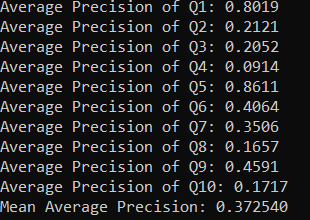 Average Precision of Q1: 0.8019
Average Precision of Q2: 0.2121
Average Precision of Q3: 0.2052
Average Precision of Q4: 0.0914
Average Precision of Q5: 0.8611
Average Precision of Q6: 0.4064
Average Precision of Q7: 0.3506
Average Precision of Q8: 0.1657
Average Precision of Q9: 0.4591
Average Precision of Q10: 0.1717
Mean Average Precision: 0.372540